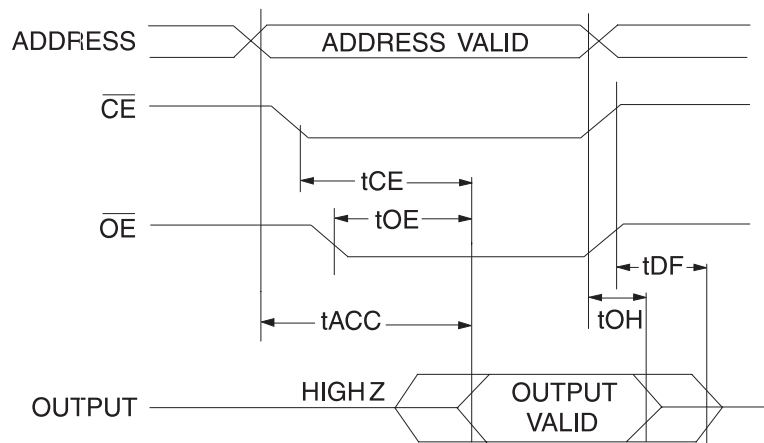 ADDRESS
ADDRESS VALID
CE
tCE
tOE
OE
tDF
tACC
tOH
HIGH Z
OUTPUT
OUTPUT
VALID